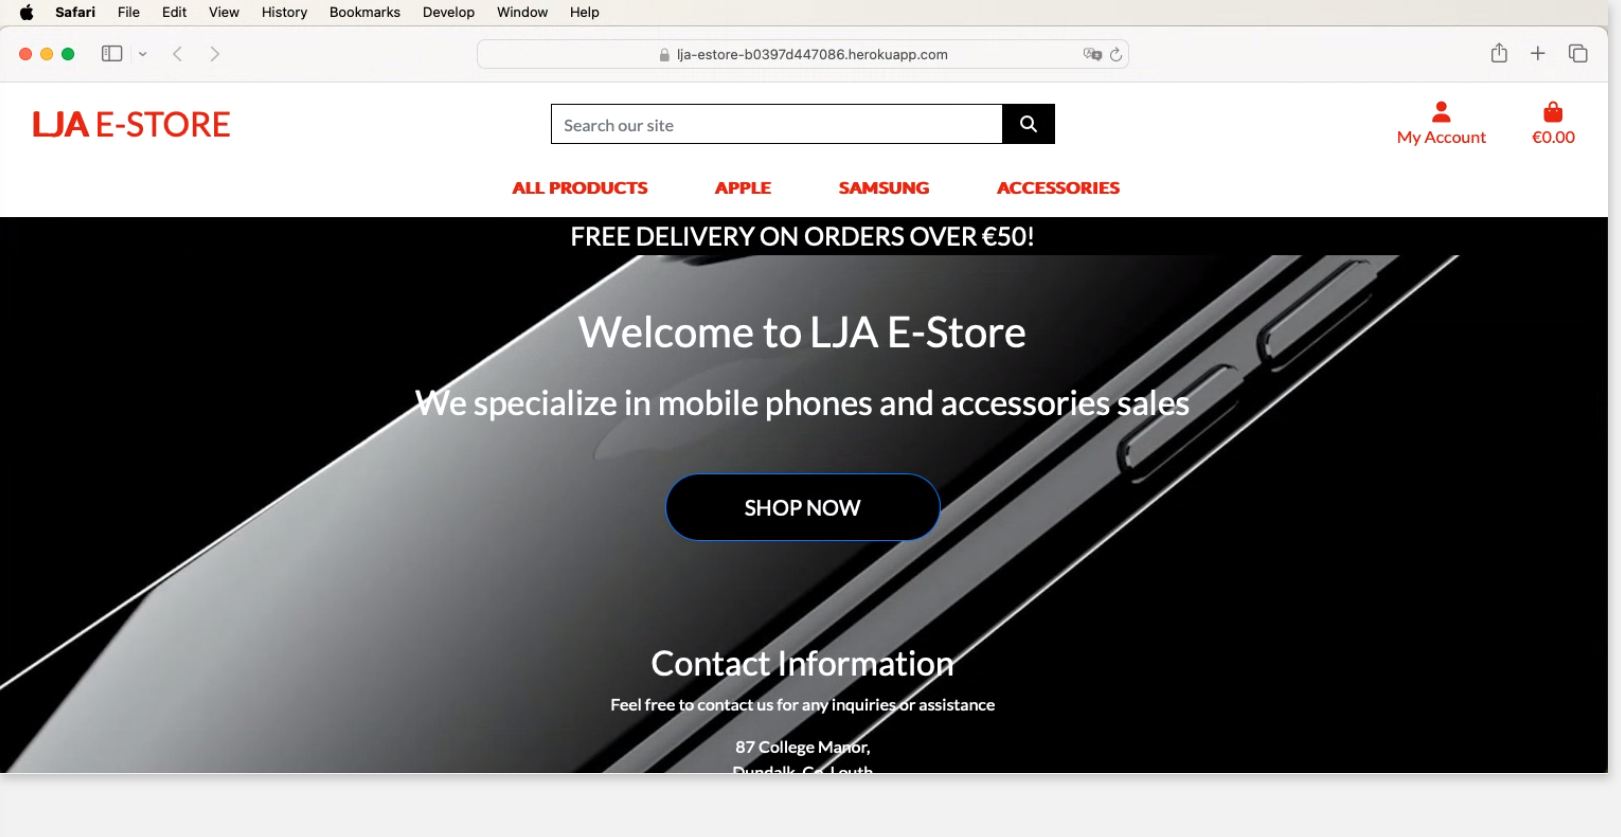 Safari File Edit View History Bookmarks Develop Window Help
lja-estore-b0397d447086.herokuapp.com
LJA E-STORE
Search our site
My Account
€0.00
ALL PRODUCTS APPLE SAMSUNG ACCESSORIES
FREE DELIVERY ON ORDERS OVER €50!
Welcome to LJA E-Store
We specialize in mobile phones and accessories sales
SHOP NOW
Contact Information
Feel free to contact us for any inquiries or assistance
87 College Manor,
Dundalk, Co. Louth